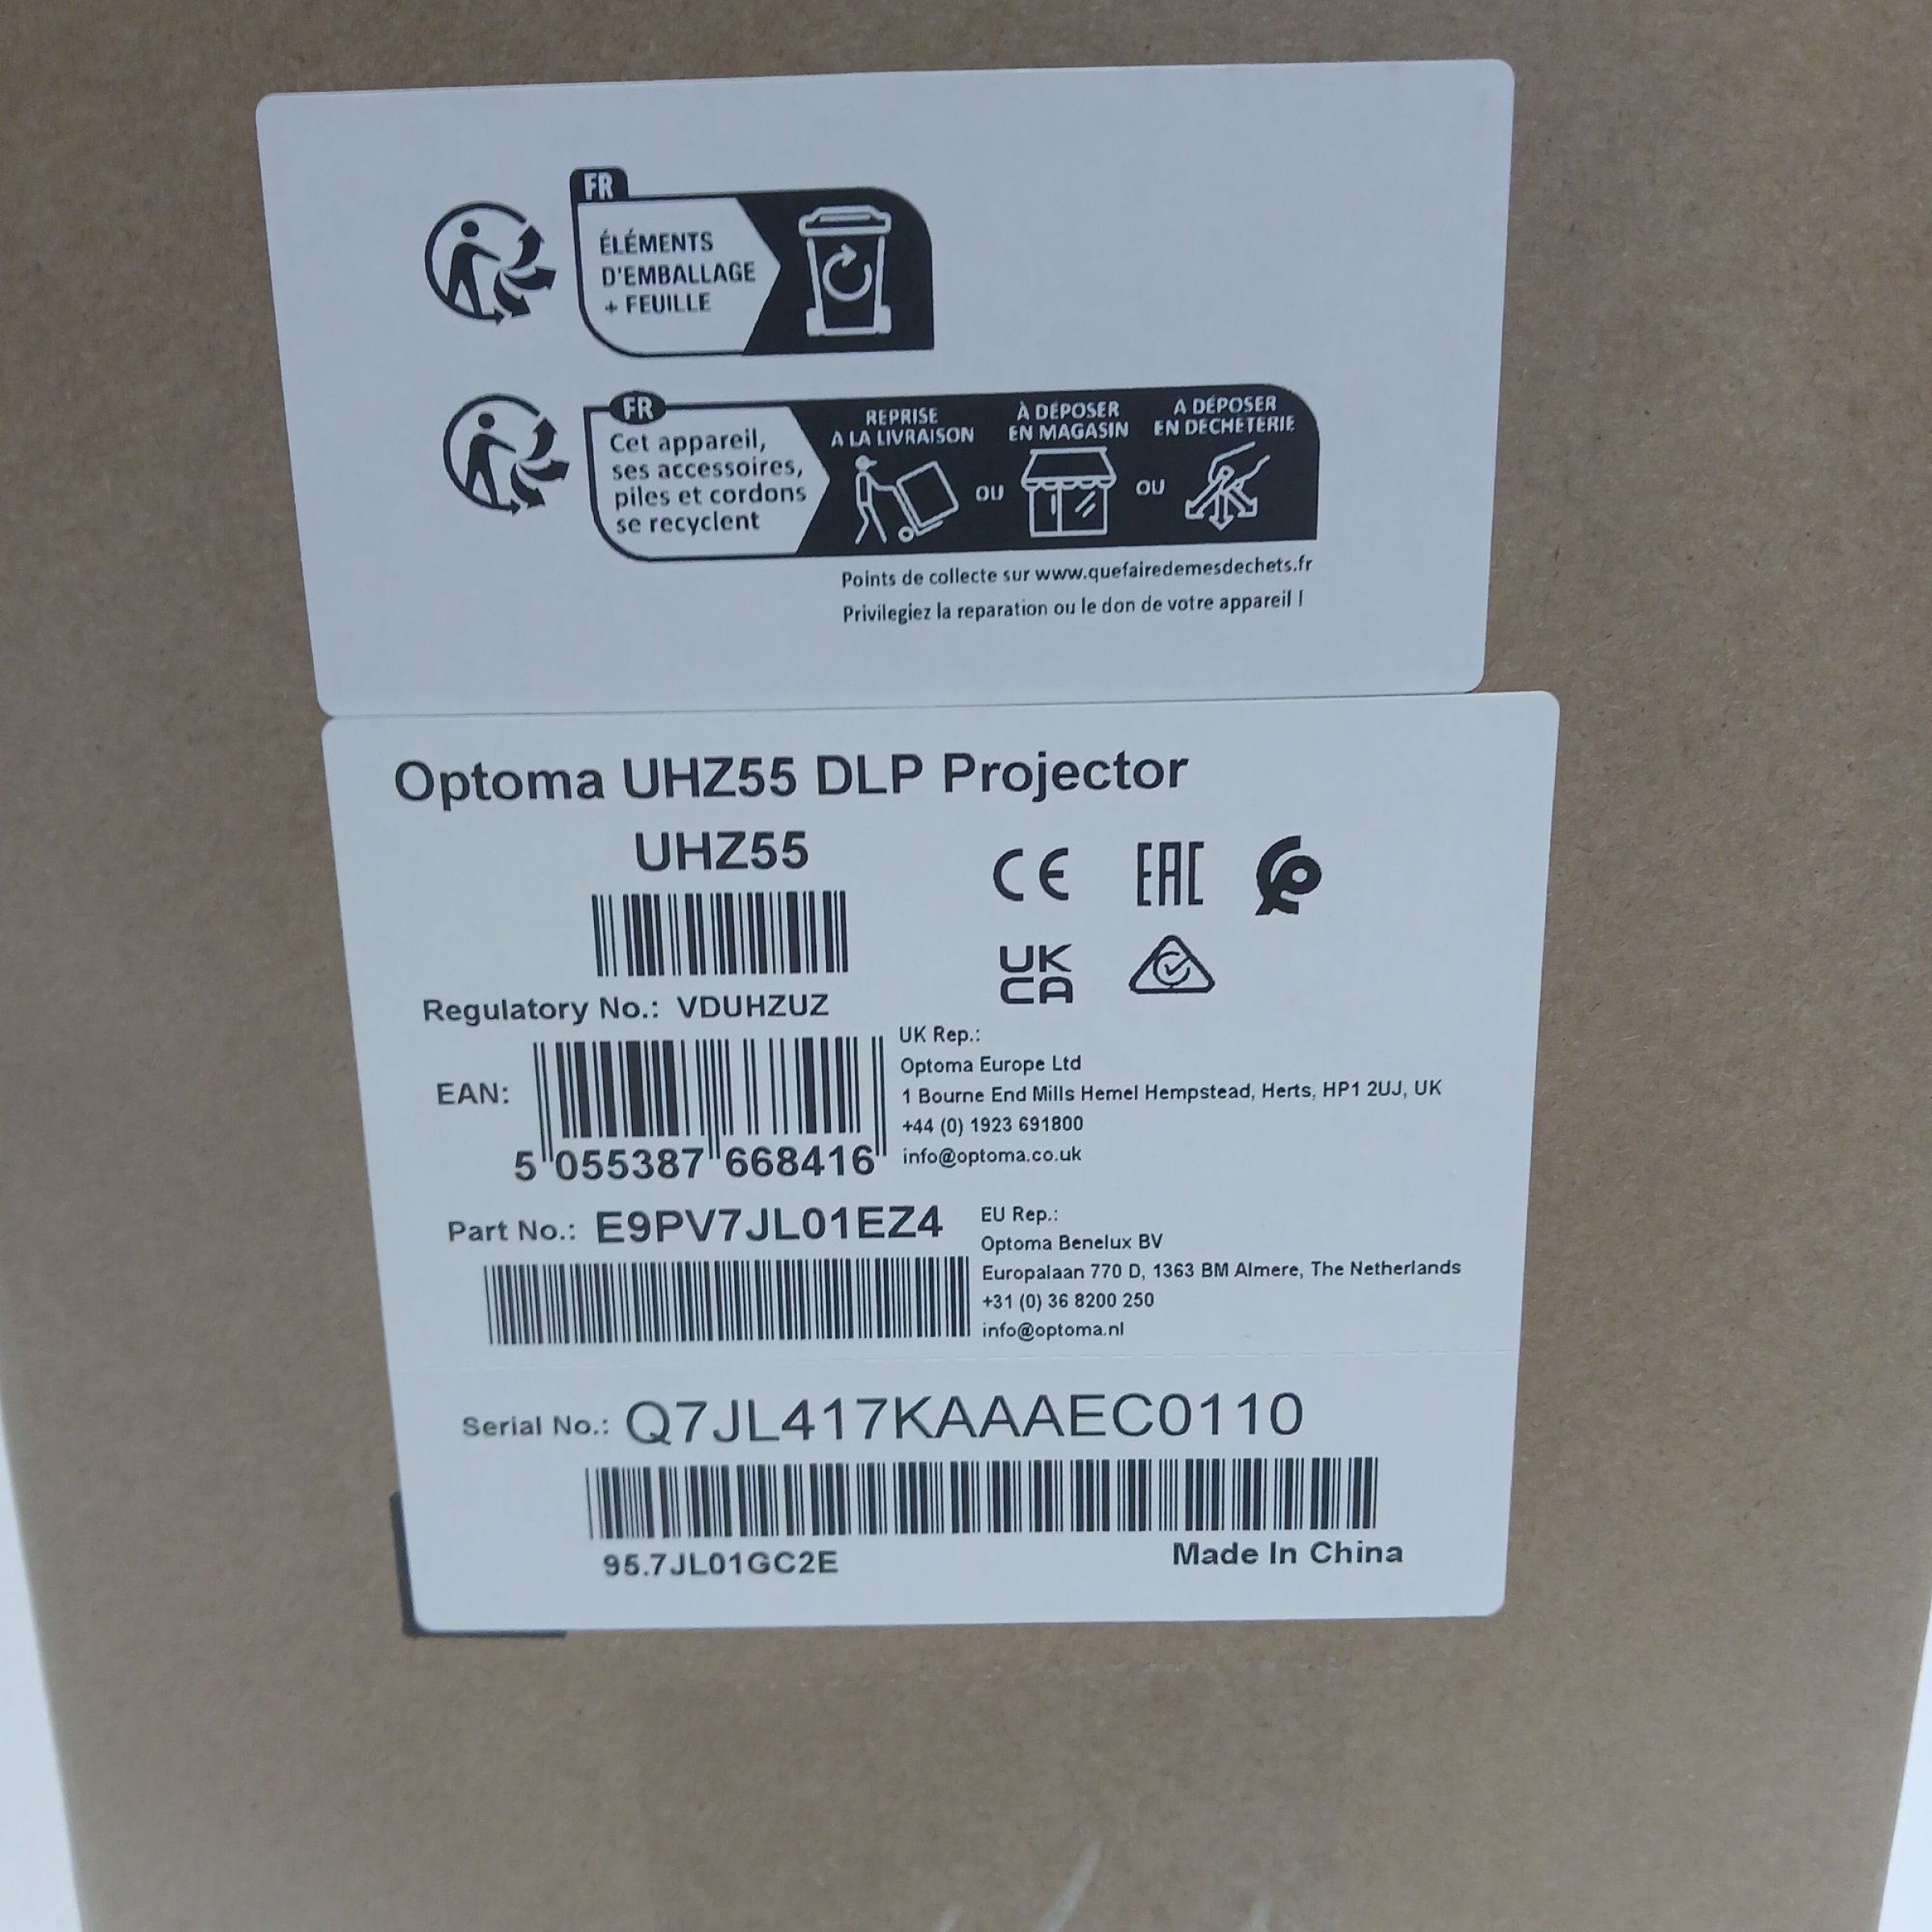 FR
ÉLÉMENTS
D'EMBALLAGE
+ FEUILLE
FR
Cet appareil,
ses accessoires,
piles et cordons
se recyclent
REPRISE
A LA LIVRAISON
OU
À DÉPOSER
EN MAGASIN
OU
A DÉPOSER
EN DECHÈTERIE
Points de collecte sur www.quefairedemesdechets.fr
Privilegiez la reparation ou le don de votre appareil !
Optoma UHZ55 DLP Projector
UHZ55
CE EAC
UK
CA
Regulatory No.: VDUHZUZ
EAN:
5 055387 668416
UK Rep.:
Optoma Europe Ltd
1 Bourne End Mills Hemel Hempstead, Herts, HP1 2UJ, UK
+44 (0) 1923 691800
info@optoma.co.uk
Part No.: E9PV7JL01EZ4
EU Rep.:
Optoma Benelux BV
Europalaan 770 D, 1363 BM Almere, The Netherlands
+31 (0) 36 8200 250
info@optoma.nl
Serial No.: Q7JL417KAAAEC0110
95.7JL01GC2E
Made In China